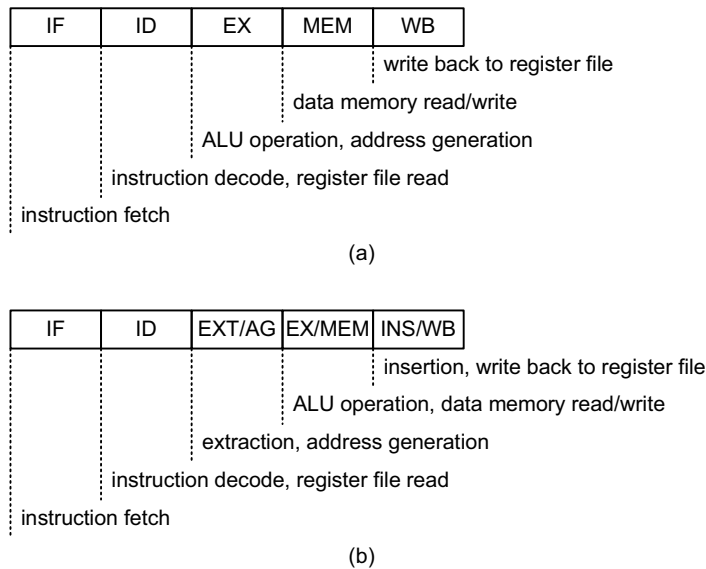 IF ID EX MEM WB
write back to register file
data memory read/write
ALU operation, address generation
instruction decode, register file read
instruction fetch
(a)
IF ID EXT/AG EX/MEM INS/WB
insertion, write back to register file
ALU operation, data memory read/write
extraction, address generation
instruction decode, register file read
instruction fetch
(b)